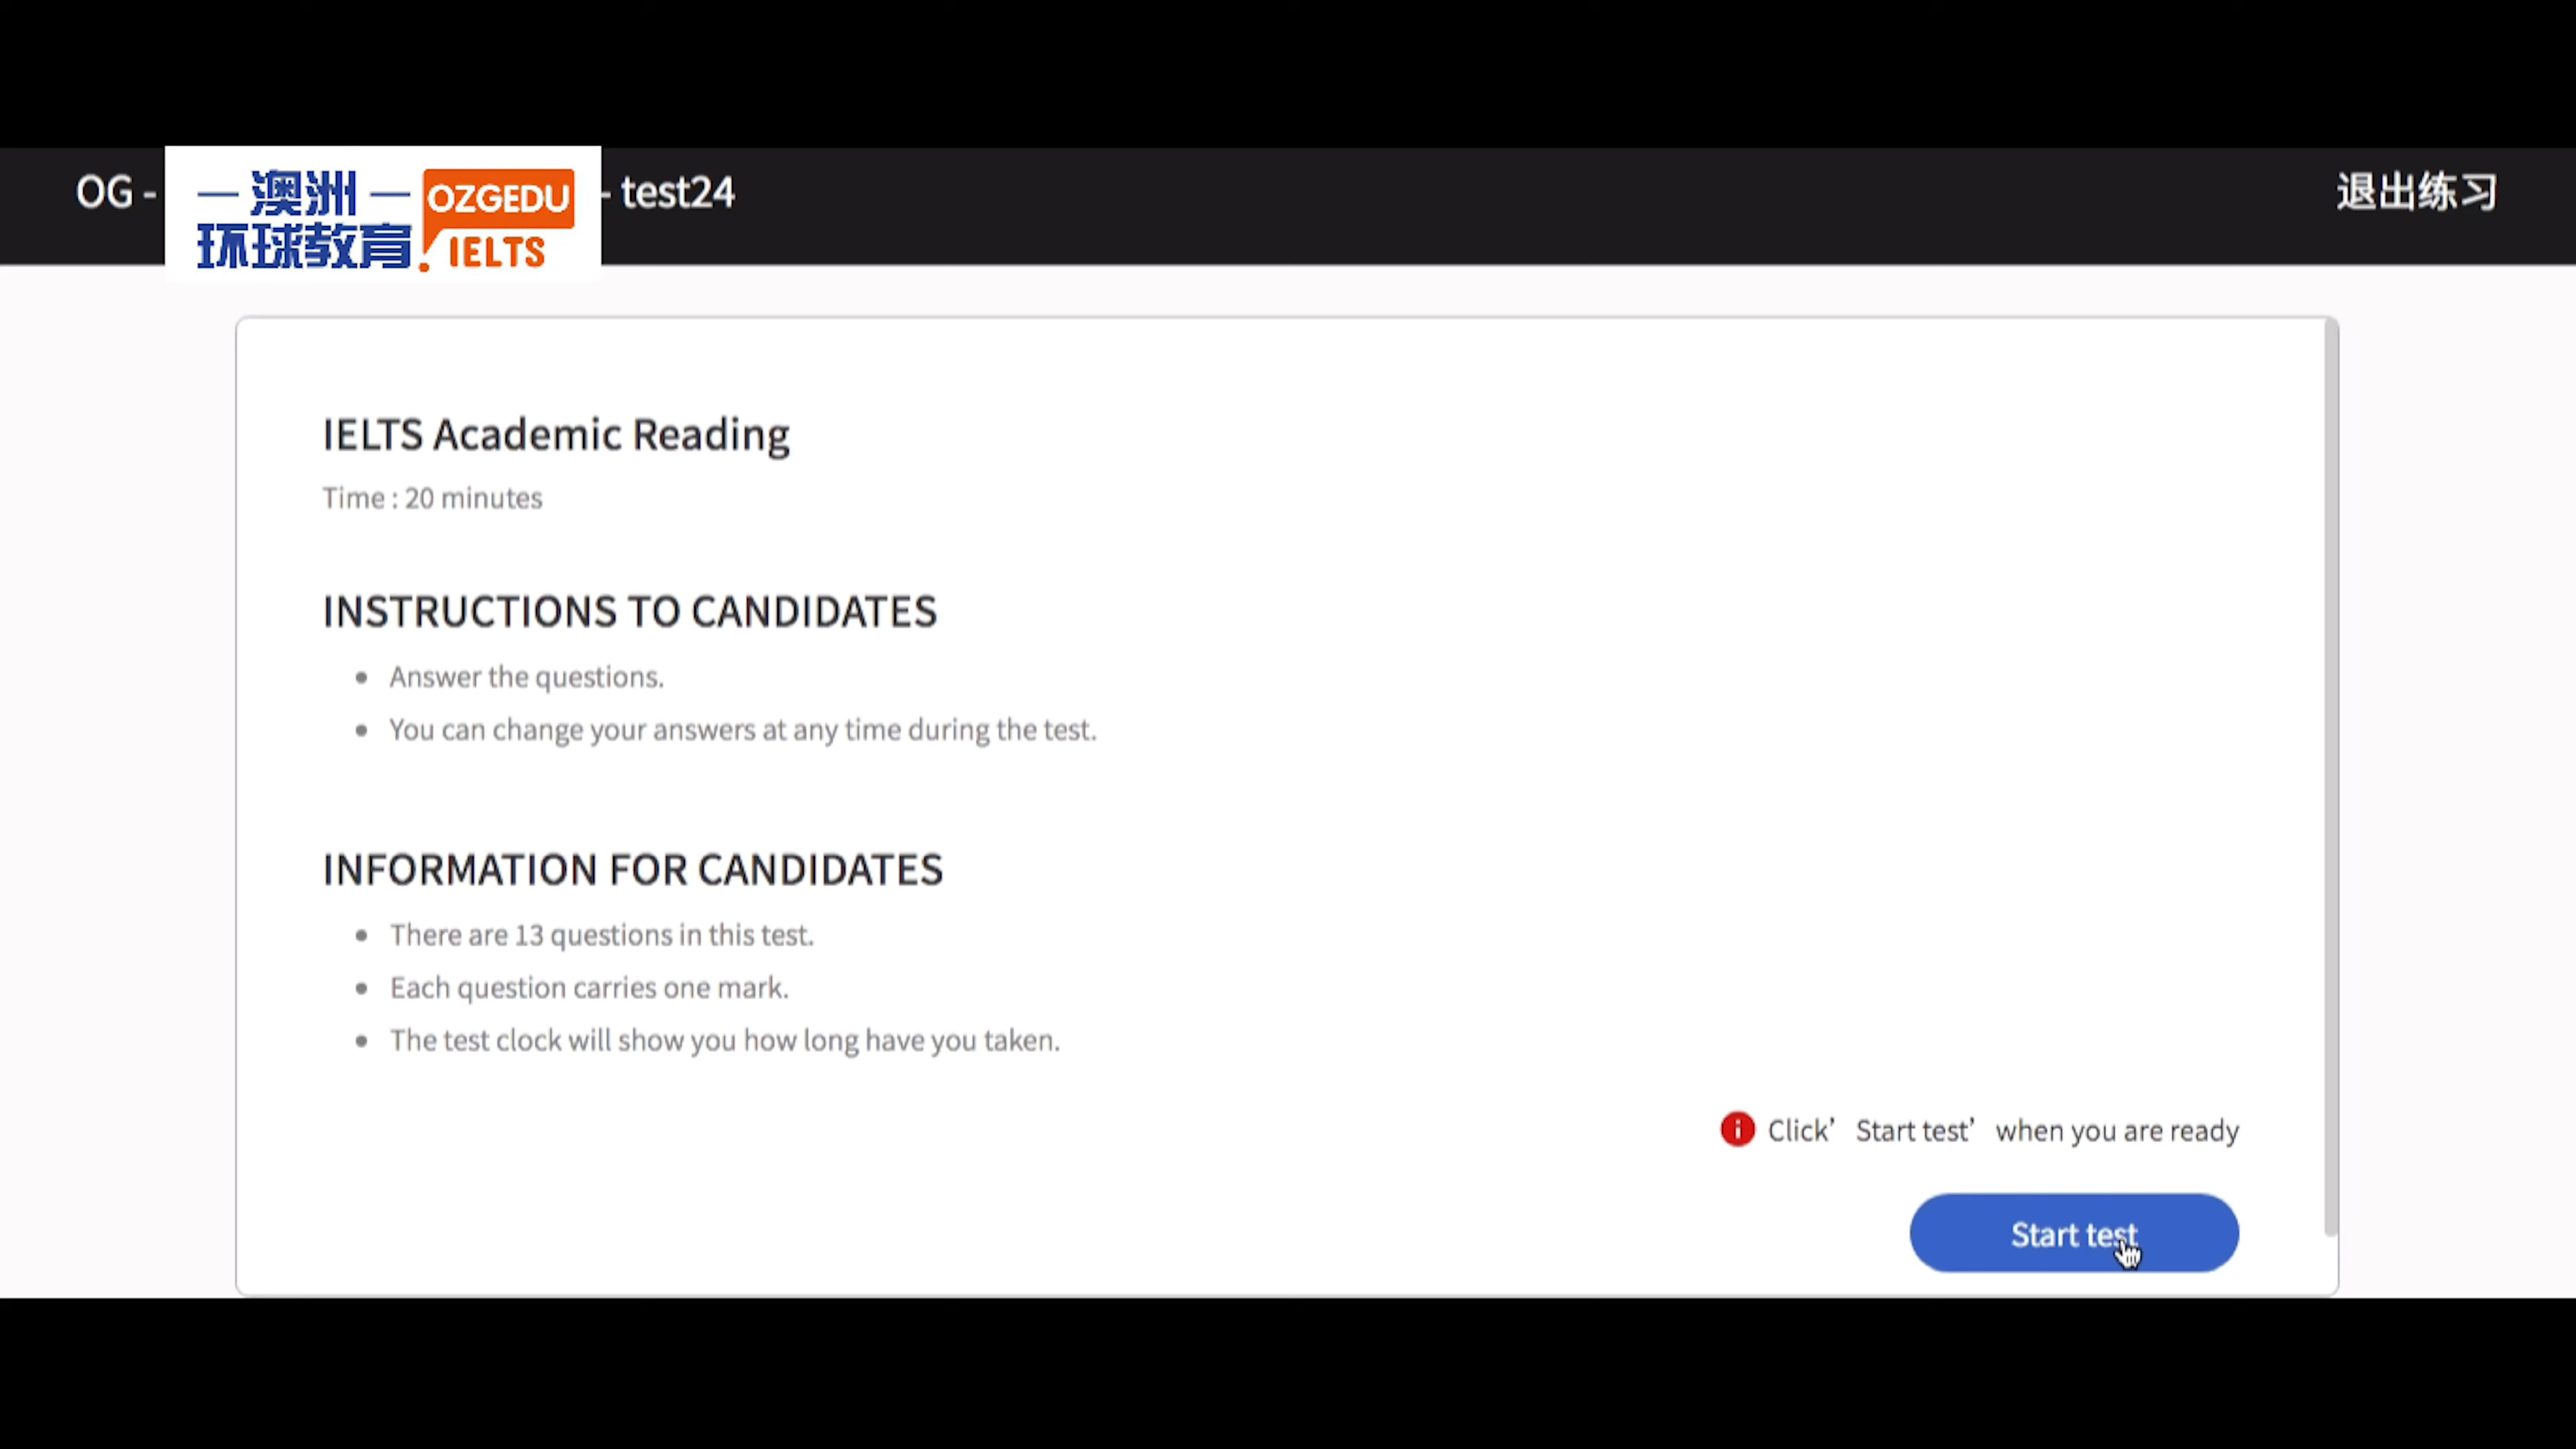 OG - 澳洲 OZGEDU - test24 退出练习
环球教育 IELTS
IELTS Academic Reading
Time : 20 minutes
INSTRUCTIONS TO CANDIDATES
Answer the questions.
You can change your answers at any time during the test.
INFORMATION FOR CANDIDATES
There are 13 questions in this test.
Each question carries one mark.
The test clock will show you how long have you taken.
Click’ Start test’ when you are ready
Start test